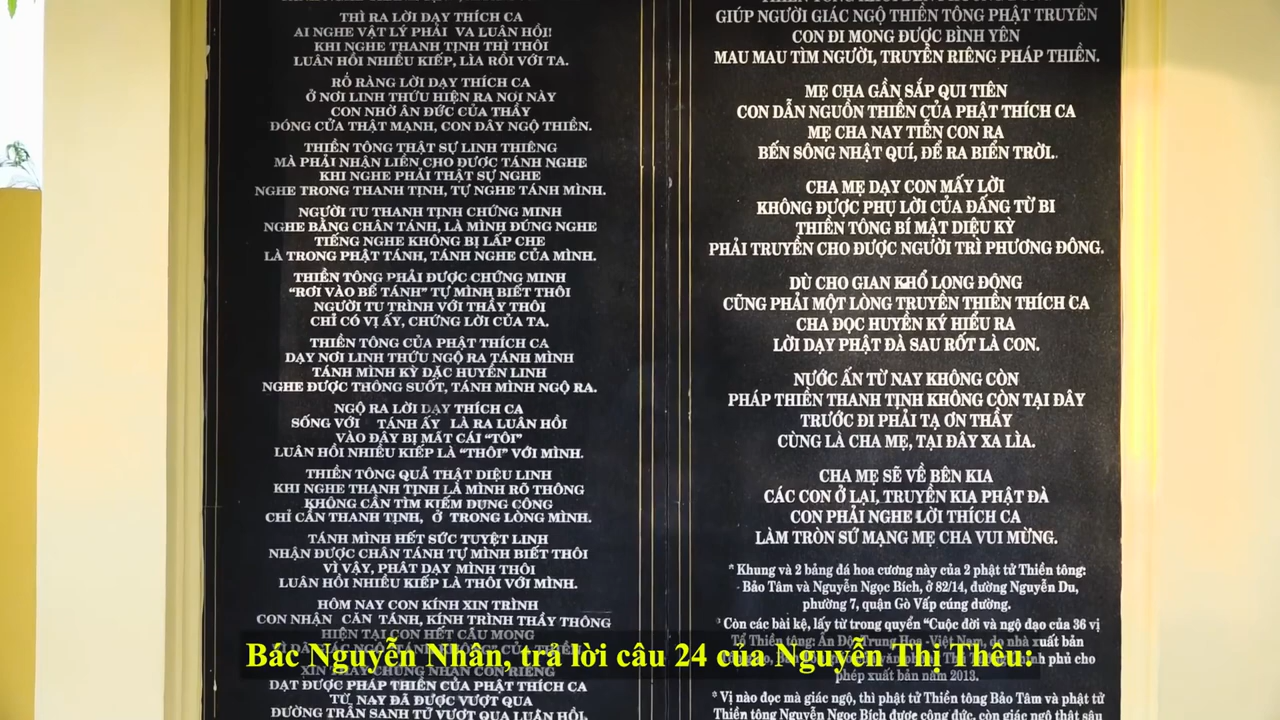 THÌ RA LỜI DẠY THÍCH CA
AI NGHE VẬT LÝ PHẢI VA LUÂN HỒI!
KHI NGHE THANH TỊNH THÌ THÔI
LUÂN HỒI NHIỀU KIẾP, LÌA RỒI VỚI TA.
RỐ RÀNG LỜI DẠY THÍCH CA
Ở NƠI LINH THỨU HIỆN RA NƠI NÀY
CON NHỜ ÂN ĐỨC CỦA THẦY
ĐÓNG CỬA THẬT MẠNH, CON ĐÂY NGỘ THIỀN.
THIỀN TÔNG THẬT SỰ LINH THIÊNG
MÀ PHẢI NHẬN LIỀN CHO ĐƯỢC TÁNH NGHE
KHI NGHE PHẢI THẬT SỰ NGHE
NGHE TRONG THANH TỊNH, TỰ NGHE TÁNH MÌNH.
NGƯỜI TU THANH TỊNH CHỨNG MINH
NGHE BẰNG CHÂN TÁNH, LÀ MÌNH ĐÚNG NGHE
TIẾNG NGHE KHÔNG BỊ LẤP CHE
LÀ TRONG PHẬT TÁNH, TÁNH NGHE CỦA MÌNH.
THIỀN TÔNG PHẢI ĐƯỢC CHỨNG MINH
“RƠI VÀO BỂ TÁNH” TỰ MÌNH BIẾT THÔI
NGƯỜI TU TRÌNH VỚI THẦY THÔI
CHỈ CÓ VỊ ẤY, CHỨNG LỜI CỦA TA.
THIỀN TÔNG CỦA PHẬT THÍCH CA
DẠY NƠI LINH THỨU NGỘ RA TÁNH MÌNH
TÁNH MÌNH KỲ ĐẶC HUYỀN LINH
NGHE ĐƯỢC THÔNG SUỐT, TÁNH MÌNH NGỘ RA.
NGỘ RA LỜI DẠY THÍCH CA
SỐNG VỚI TÁNH ẤY LÀ RA LUÂN HỒI
VÀO ĐÂY BỊ MẤT CÁI “TÔI”
LUÂN HỒI NHIỀU KIẾP LÀ “THÔI” VỚI MÌNH.
THIỀN TÔNG QUẢ THẬT DIỆU LINH
KHI NGHE THANH TỊNH LÀ MÌNH RÕ THÔNG
KHÔNG CẦN TÌM KIẾM DỤNG CÔNG
CHỈ CẦN THANH TỊNH, Ở TRONG LÒNG MÌNH.
TÁNH MÌNH HẾT SỨC TUYỆT LINH
NHẬN ĐƯỢC CHÂN TÁNH TỰ MÌNH BIẾT THÔI
VÌ VẬY, PHẬT DẠY MÌNH THÔI
LUÂN HỒI NHIỀU KIẾP LÀ THÔI VỚI MÌNH.
HÔM NAY CON KÍNH XIN TRÌNH
CON NHẬN CĂN TÁNH, KÍNH TRÌNH THẦY THÔNG
HIỆN TẠI CON HẾT CẦU MONG
XIN THẦY CHỨNG NHẬN CON RIÊNG
ĐẠT ĐƯỢC PHÁP THIỀN CỦA PHẬT THÍCH CA
TỪ NAY ĐÃ ĐƯỢC VƯỢT QUA
ĐƯỜNG TRẦN SANH TỬ VƯỢT QUA LUÂN HỒI.
GIÚP NGƯỜI GIÁC NGỘ THIỀN TÔNG PHẬT TRUYỀN
CON ĐI MONG ĐƯỢC BÌNH YÊN
MAU MAU TÌM NGƯỜI, TRUYỀN RIÊNG PHÁP THIỀN.
MẸ CHA GẦN SẮP QUI TIÊN
CON DẪN NGUỒN THIỀN CỦA PHẬT THÍCH CA
MẸ CHA NAY TIỄN CON RA
BẾN SÔNG NHẬT QUÍ, ĐỂ RA BIỂN TRỜI.
CHA MẸ DẠY CON MẤY LỜI
KHÔNG ĐƯỢC PHỤ LỜI CỦA ĐẤNG TỪ BI
THIỀN TÔNG BÍ MẬT DIỆU KỲ
PHẢI TRUYỀN CHO ĐƯỢC NGƯỜI TRÌ PHƯƠNG ĐÔNG.
DÙ CHO GIAN KHỔ LONG ĐỘNG
CŨNG PHẢI MỘT LÒNG TRUYỀN THIỀN THÍCH CA
CHA ĐỌC HUYỀN KÝ HIỂU RA
LỜI DẠY PHẬT ĐÀ SAU RỐT LÀ CON.
NƯỚC ẤN TỪ NAY KHÔNG CÒN
PHÁP THIỀN THANH TỊNH KHÔNG CÒN TẠI ĐÂY
TRƯỚC ĐI PHẢI TẠ ƠN THẦY
CÙNG LÀ CHA MẸ, TẠI ĐÂY XA LÌA.
CHA MẸ SẼ VỀ BÊN KIA
CÁC CON Ở LẠI, TRUYỀN KIA PHẬT ĐÀ
CON PHẢI NGHE LỜI THÍCH CA
LÀM TRÒN SỨ MẠNG MẸ CHA VUI MỪNG.
* Khung và 2 bảng đá hoa cương này của 2 phật tử Thiền tông:
Bảo Tâm và Nguyễn Ngọc Bích, ở 82/14, đường Nguyễn Du,
phường 7, quận Gò Vấp cúng dường.
* Còn các bài kệ, lấy từ trong quyển “Cuộc đời và ngộ đạo của 36 vị
Tổ Thiền tông: Ấn Độ-Trung Hoa -Việt Nam, do nhà xuất bản
phủ cho
phép xuất bản năm 2013.
* Vị nào đọc mà giác ngộ, thì phật tử Thiền tông Bảo Tâm và phật tử
Thiền tông Nguyễn Ngọc Bích được công đức, còn giác ngộ thật sâu
Bác Nguyễn Nhân, trả lời câu 24 của Nguyễn Thị Thêu: